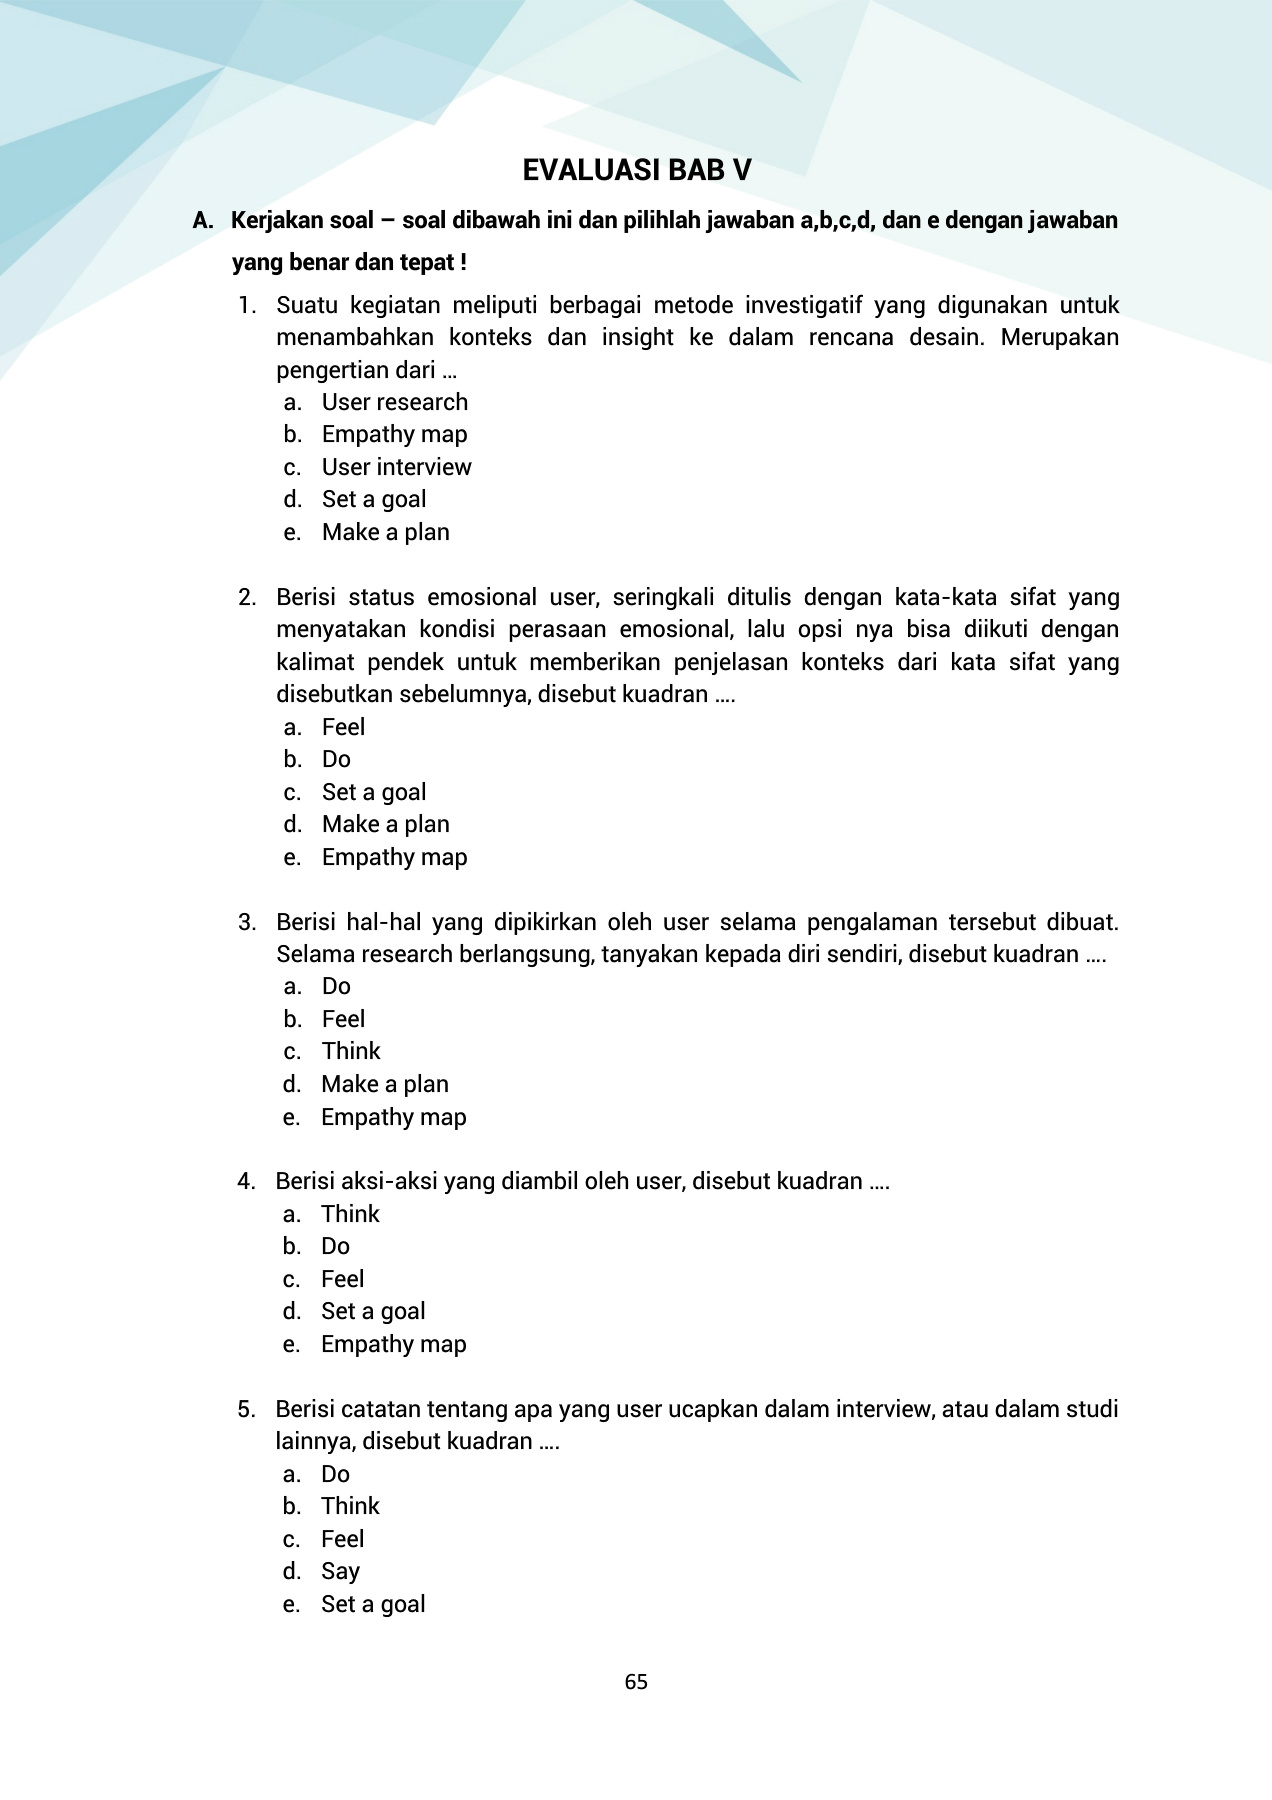 EVALUASI BAB V
A. Kerjakan soal – soal dibawah ini dan pilihlah jawaban a,b,c,d, dan e dengan jawaban
yang benar dan tepat !
1. Suatu kegiatan meliputi berbagai metode investigatif yang digunakan untuk
menambahkan konteks dan insight ke dalam rencana desain. Merupakan
pengertian dari ...
a. User research
b. Empathy map
c. User interview
d. Set a goal
e. Make a plan
2. Berisi status emosional user, seringkali ditulis dengan kata-kata sifat yang
menyatakan kondisi perasaan emosional, lalu opsi nya bisa diikuti dengan
kalimat pendek untuk memberikan penjelasan konteks dari kata sifat yang
disebutkan sebelumnya, disebut kuadran ....
a. Feel
b. Do
c. Set a goal
d. Make a plan
e. Empathy map
3. Berisi hal-hal yang dipikirkan oleh user selama pengalaman tersebut dibuat.
Selama research berlangsung, tanyakan kepada diri sendiri, disebut kuadran ....
a. Do
b. Feel
c. Think
d. Make a plan
e. Empathy map
4. Berisi aksi-aksi yang diambil oleh user, disebut kuadran ....
a. Think
b. Do
c. Feel
d. Set a goal
e. Empathy map
5. Berisi catatan tentang apa yang user ucapkan dalam interview, atau dalam studi
lainnya, disebut kuadran ....
a. Do
b. Think
c. Feel
d. Say
e. Set a goal
65